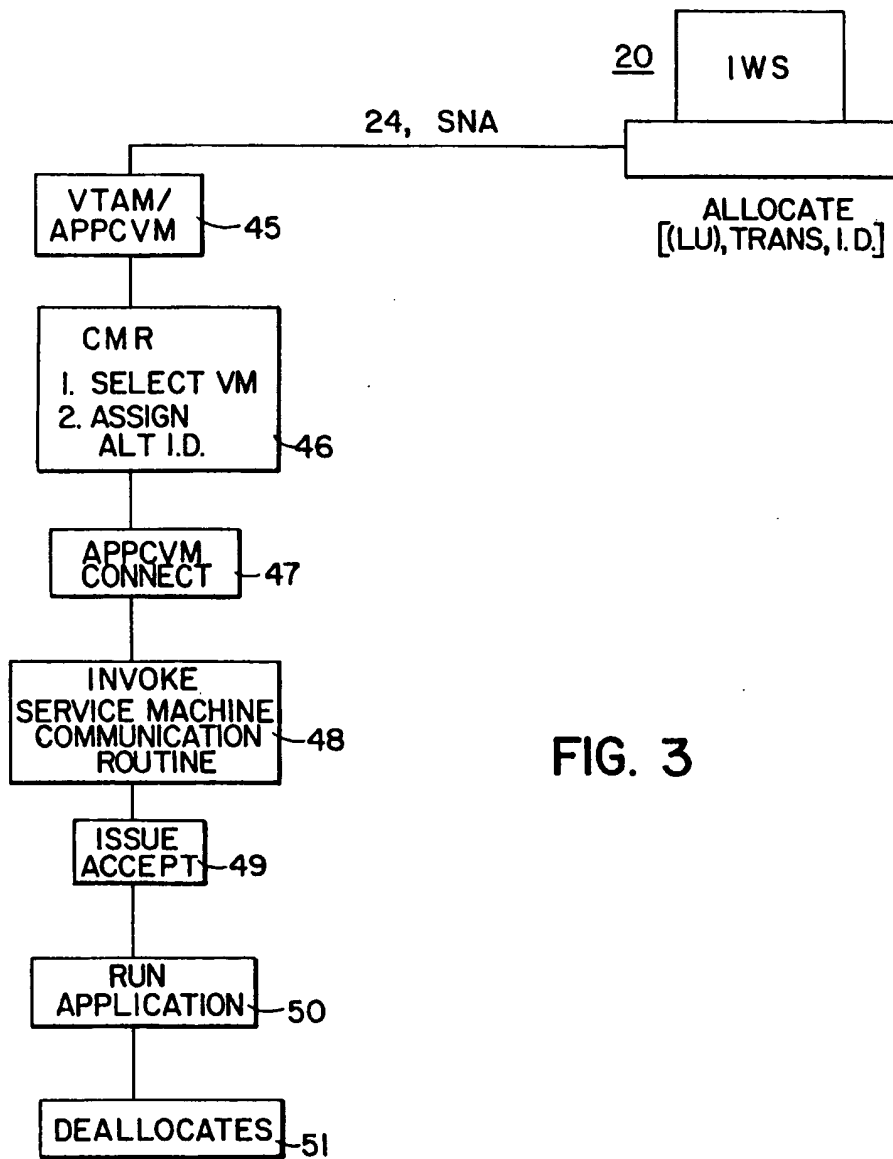 20
IWS
24, SNA
ALLOCATE
[(LU), TRANS, I.D.]
VTAM/
APPCVM
45
CMR
1. SELECT VM
2. ASSIGN
ALT I.D.
46
APPCVM
CONNECT
47
INVOKE
SERVICE MACHINE
COMMUNICATION
ROUTINE
48
FIG. 3
ISSUE
ACCEPT
49
RUN
APPLICATION
50
DEALLOCATES
51